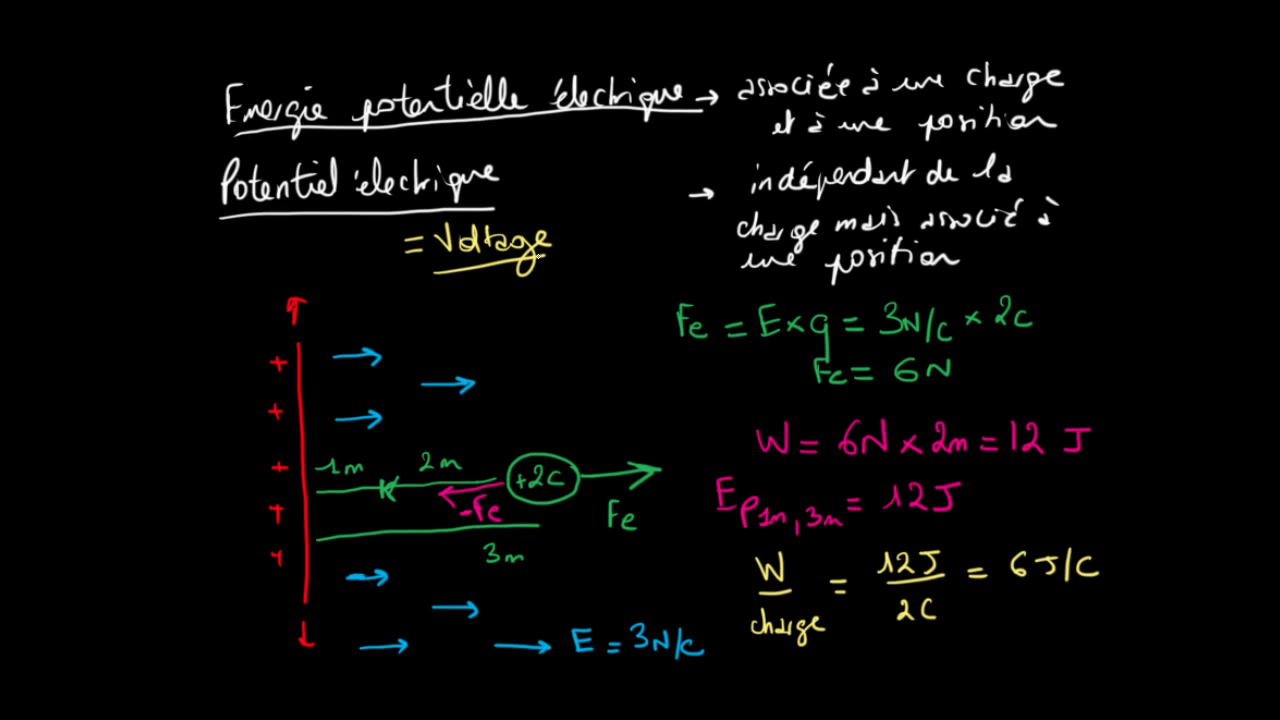 Energie potentiëlle électrique → associée à une charge
et à une position
Potentiel électrique → indépendant de la
charge mais associé à
une position
= Voltage
Fe = E×q = 3N/C × 2C
Fe = 6N
W = 6N × 2m = 12 J
Ep1m,3m = 12J
W/charge = 12J/2C = 6 J/C
+
+
+
+
+
1m
2m
+2C
-Fe
Fe
3m
E = 3N/C